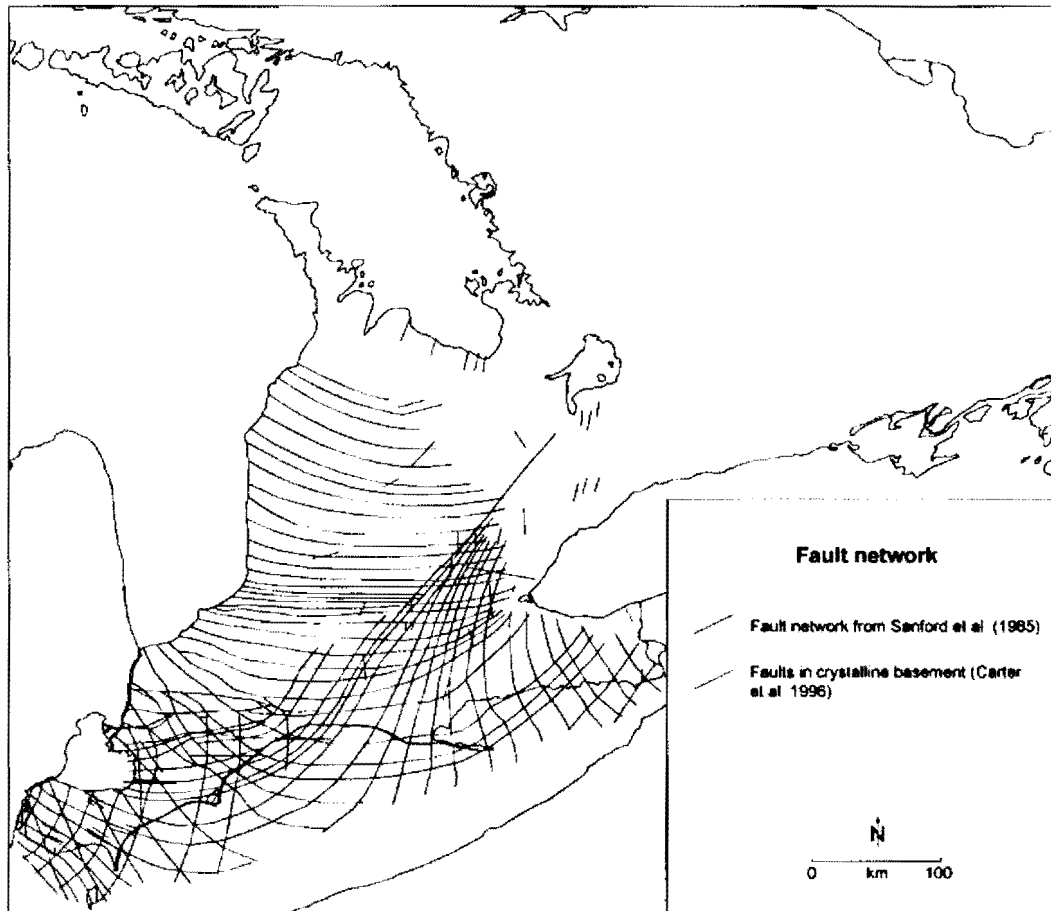 Fault network
Fault network from Sanford et al (1985)
Faults in crystalline basement (Carter
et al 1996)
N
0 km 100